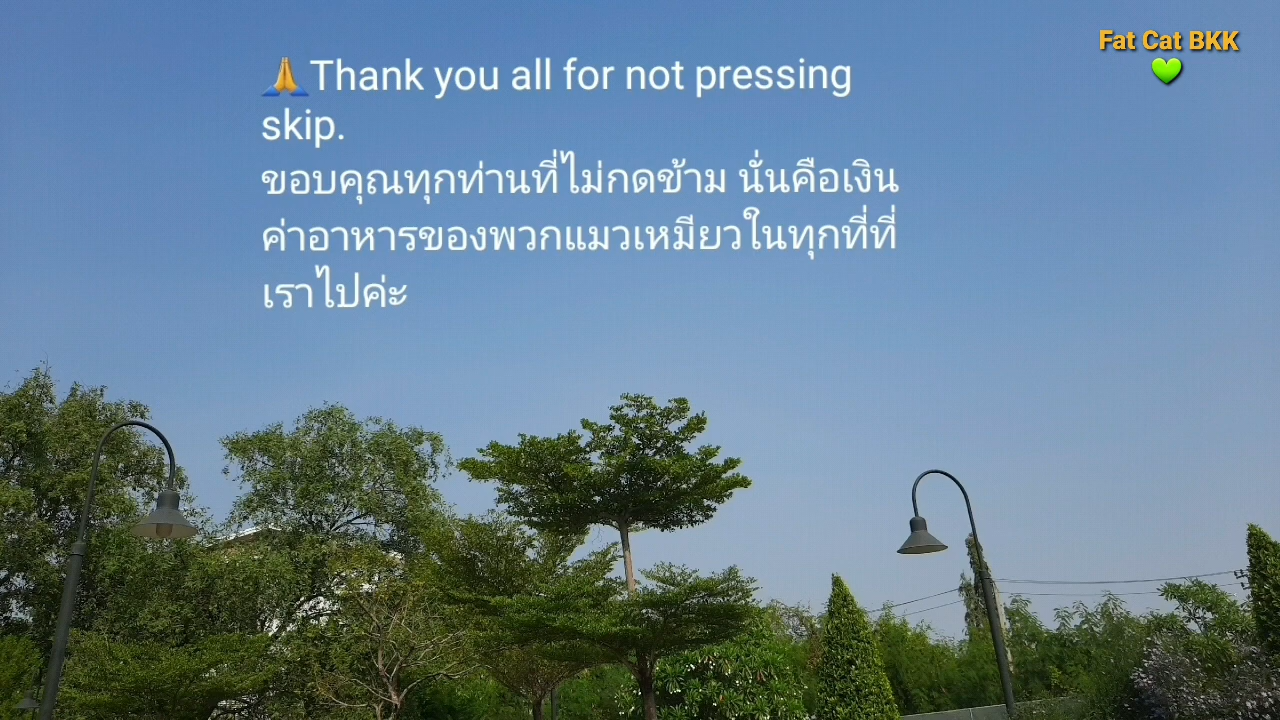 Fat Cat BKK
💚
🙏Thank you all for not pressing
skip.
ขอบคุณทุกท่านที่ไม่กดข้าม นั่นคือเงิน
ค่าอาหารของพวกแมวเหมียวในทุกที่ที่
เราไปค่ะ